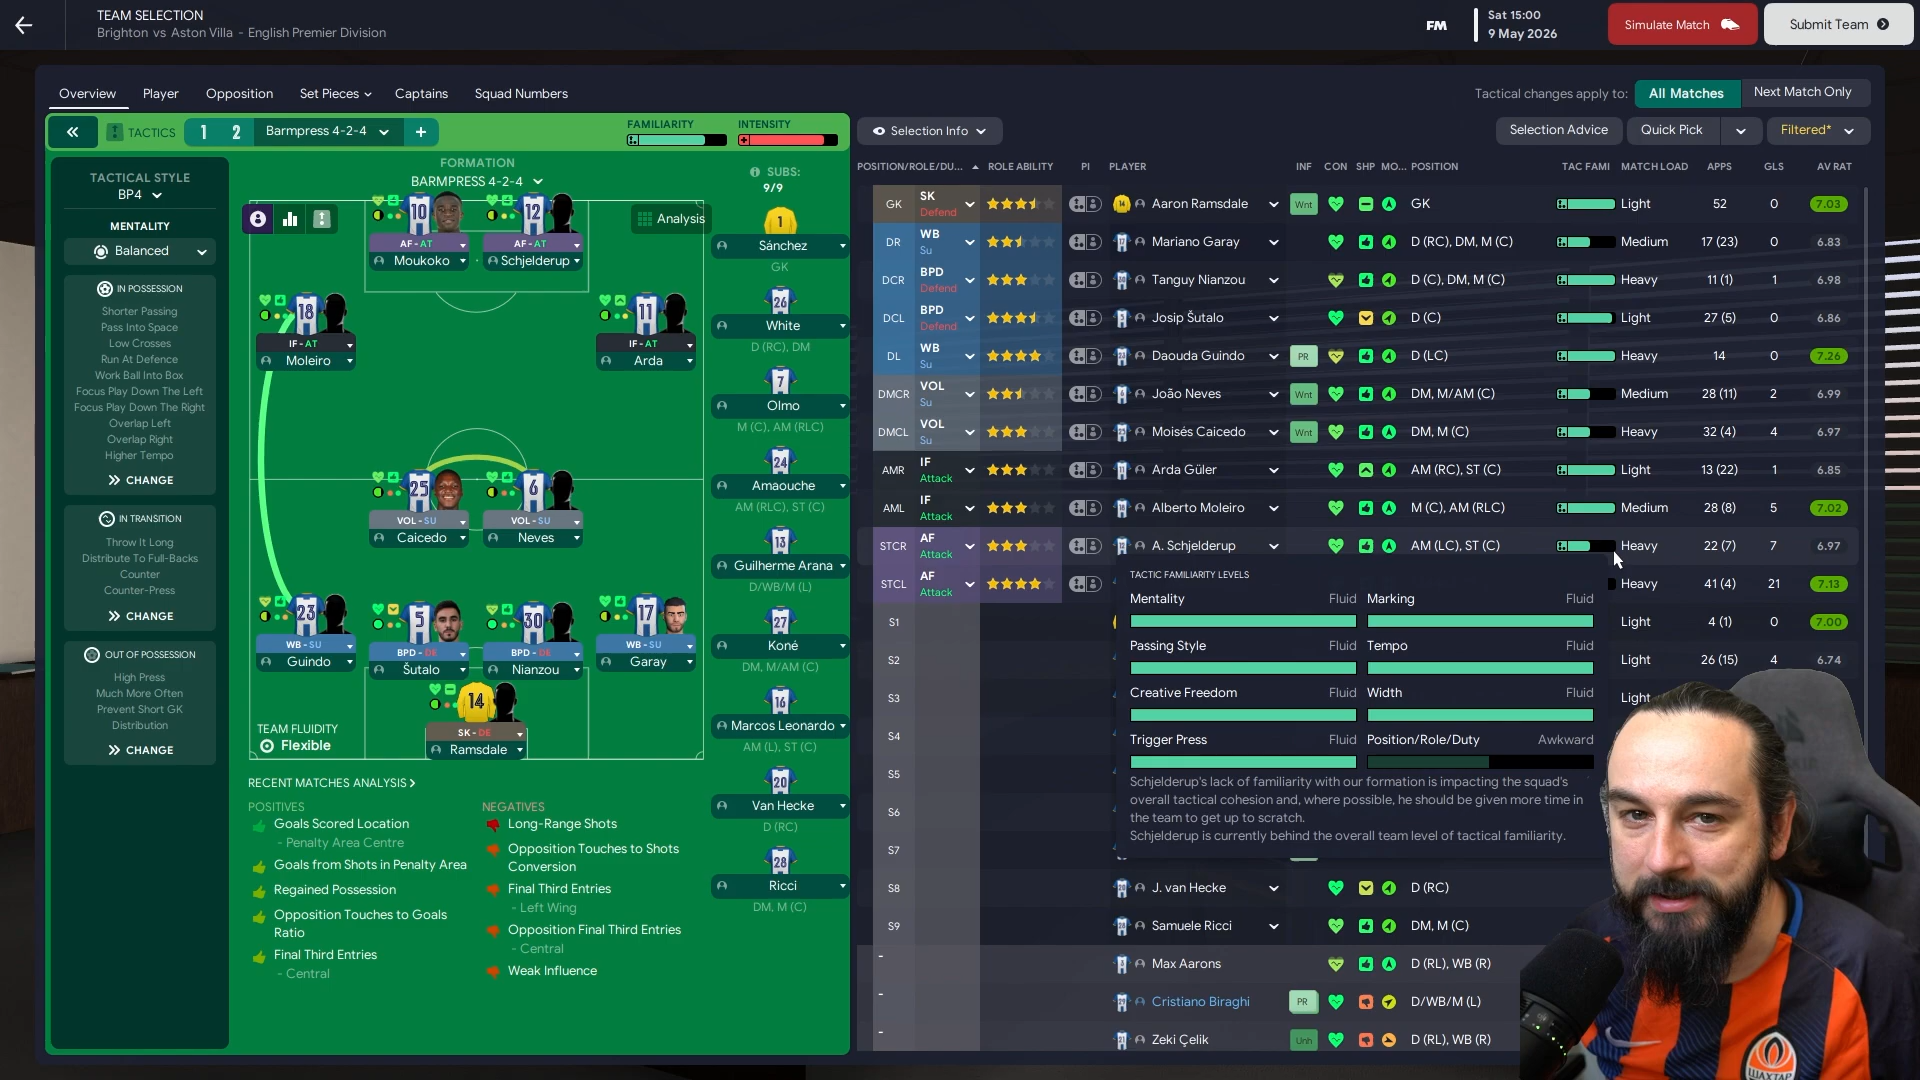 TEAM SELECTION
Brighton vs Aston Villa - English Premier Division
FM
Sat 15:00
9 May 2026
Simulate Match
Submit Team
Overview Player Opposition Set Pieces Captains Squad Numbers
Tactical changes apply to: All Matches Next Match Only
TACTICS 1 2 Barmpress 4-2-4 +
FAMILIARITY INTENSITY
Selection Info
Selection Advice Quick Pick Filtered*
TACTICAL STYLE
BP4
MENTALITY
Balanced
IN POSSESSION
Shorter Passing
Pass Into Space
Low Crosses
Run At Defence
Work Ball Into Box
Focus Play Down The Left
Focus Play Down The Right
Overlap Left
Overlap Right
Higher Tempo
CHANGE
IN TRANSITION
Throw It Long
Distribute To Full-Backs
Counter
Counter-Press
CHANGE
OUT OF POSSESSION
High Press
Much More Often
Prevent Short GK
Distribution
CHANGE
FORMATION
BARMPRESS 4-2-4
Analysis
10 12
AF - AT AF - AT
Moukoko Schjelderup
18 11
IF - AT IF - AT
Moleiro Arda
25 6
VOL - SU VOL - SU
Caicedo Neves
23 5 30 17
WB - SU BPD - DE BPD - DE WB - SU
Guindo Šutalo Nianzou Garay
14
SK - DE
Ramsdale
TEAM FLUIDITY
Flexible
SUBS:
9/9
1
Sánchez
GK
26
White
D (RC), DM
7
Olmo
M (C), AM (RLC)
24
Amaouche
AM (RLC), ST (C)
13
Guilherme Arana
D/WB/M (L)
27
Koné
DM, M/AM (C)
16
Marcos Leonardo
AM (L), ST (C)
20
Van Hecke
D (RC)
28
Ricci
DM, M (C)
RECENT MATCHES ANALYSIS
POSITIVES
Goals Scored Location
- Penalty Area Centre
Goals from Shots in Penalty Area
Regained Possession
Opposition Touches to Goals
Ratio
Final Third Entries
- Central
NEGATIVES
Long-Range Shots
Opposition Touches to Shots
Conversion
Final Third Entries
- Left Wing
Opposition Final Third Entries
- Central
Weak Influence
POSITION/ROLE/DU... ROLE ABILITY PI PLAYER INF CON SHP MO... POSITION TAC FAMI MATCH LOAD APPS GLS AV RAT
GK SK Defend Aaron Ramsdale Wnt GK Light 52 0 7.03
DR WB Su Mariano Garay D (RC), DM, M (C) Medium 17 (23) 0 6.83
DCR BPD Defend Tanguy Nianzou D (C), DM, M (C) Heavy 11 (1) 1 6.98
DCL BPD Defend Josip Šutalo D (C) Light 27 (5) 0 6.86
DL WB Su Daouda Guindo PR D (LC) Heavy 14 0 7.26
DMCR VOL Su João Neves Wnt DM, M/AM (C) Medium 28 (11) 2 6.99
DMCL VOL Su Moisés Caicedo Wnt DM, M (C) Heavy 32 (4) 4 6.97
AMR IF Attack Arda Güler AM (RC), ST (C) Light 13 (22) 1 6.85
AML IF Attack Alberto Moleiro M (C), AM (RLC) Medium 28 (8) 5 7.02
STCR AF Attack A. Schjelderup AM (LC), ST (C) Heavy 22 (7) 7 6.97
STCL AF Attack Heavy 41 (4) 21 7.13
S1 Light 4 (1) 0 7.00
S2 Light 26 (15) 4 6.74
S3 Light
S4
S5
S6
S7
S8 J. van Hecke D (RC)
S9 Samuele Ricci DM, M (C)
- Max Aarons D (RL), WB (R)
- Cristiano Biraghi PR D/WB/M (L)
- Zeki Çelik Unh D (RL), WB (R)
TACTIC FAMILIARITY LEVELS
Mentality Fluid Marking Fluid
Passing Style Fluid Tempo Fluid
Creative Freedom Fluid Width Fluid
Trigger Press Fluid Position/Role/Duty Awkward
Schjelderup's lack of familiarity with our formation is impacting the squad's
overall tactical cohesion and, where possible, he should be given more time in
the team to get up to scratch.
Schjelderup is currently behind the overall team level of tactical familiarity.
ШАХТАР